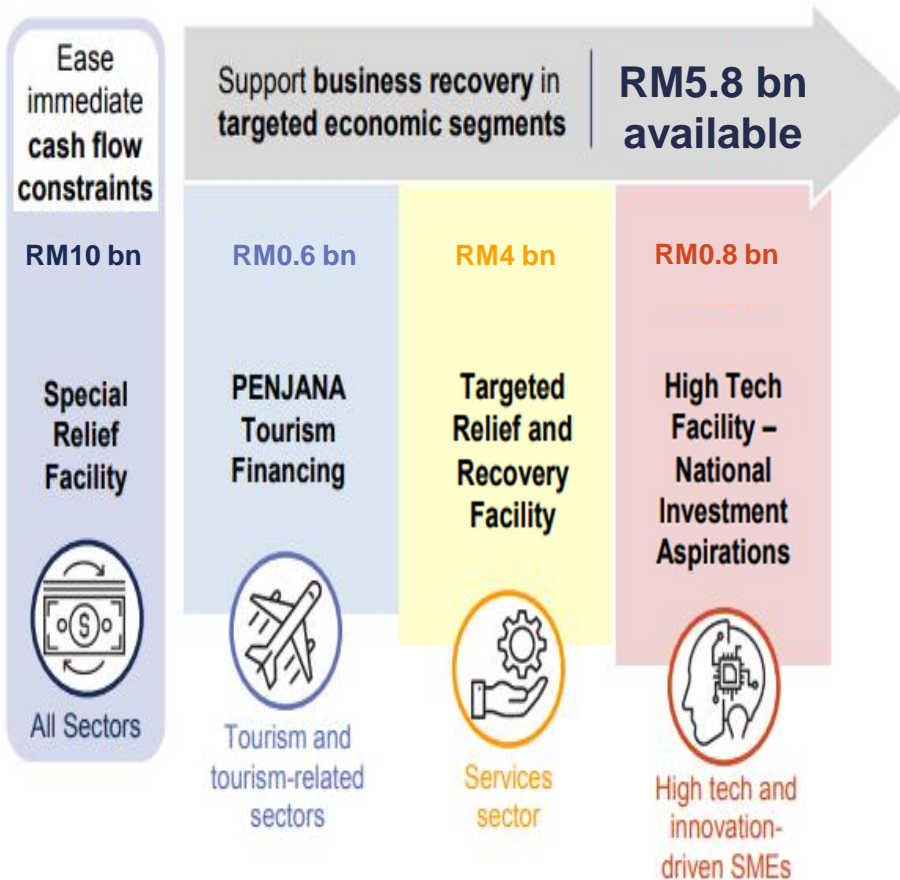 Ease
immediate
cash flow
constraints
Support business recovery in
targeted economic segments
RM5.8 bn
available
RM10 bn
Special
Relief
Facility
All Sectors
RM0.6 bn
PENJANA
Tourism
Financing
Tourism and
tourism-related
sectors
RM4 bn
Targeted
Relief and
Recovery
Facility
Services
sector
RM0.8 bn
High Tech
Facility –
National
Investment
Aspirations
High tech and
innovation-
driven SMEs